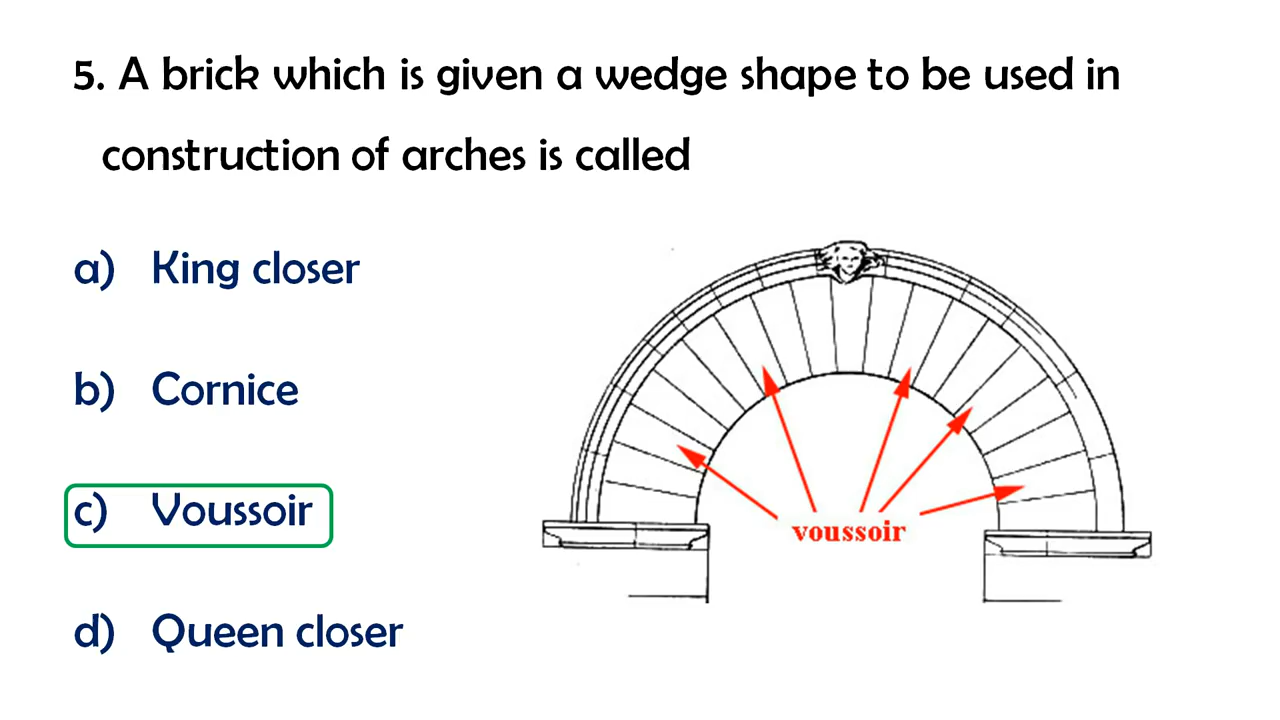 5. A brick which is given a wedge shape to be used in
construction of arches is called
a) King closer
b) Cornice
c) Voussoir
d) Queen closer
voussoir